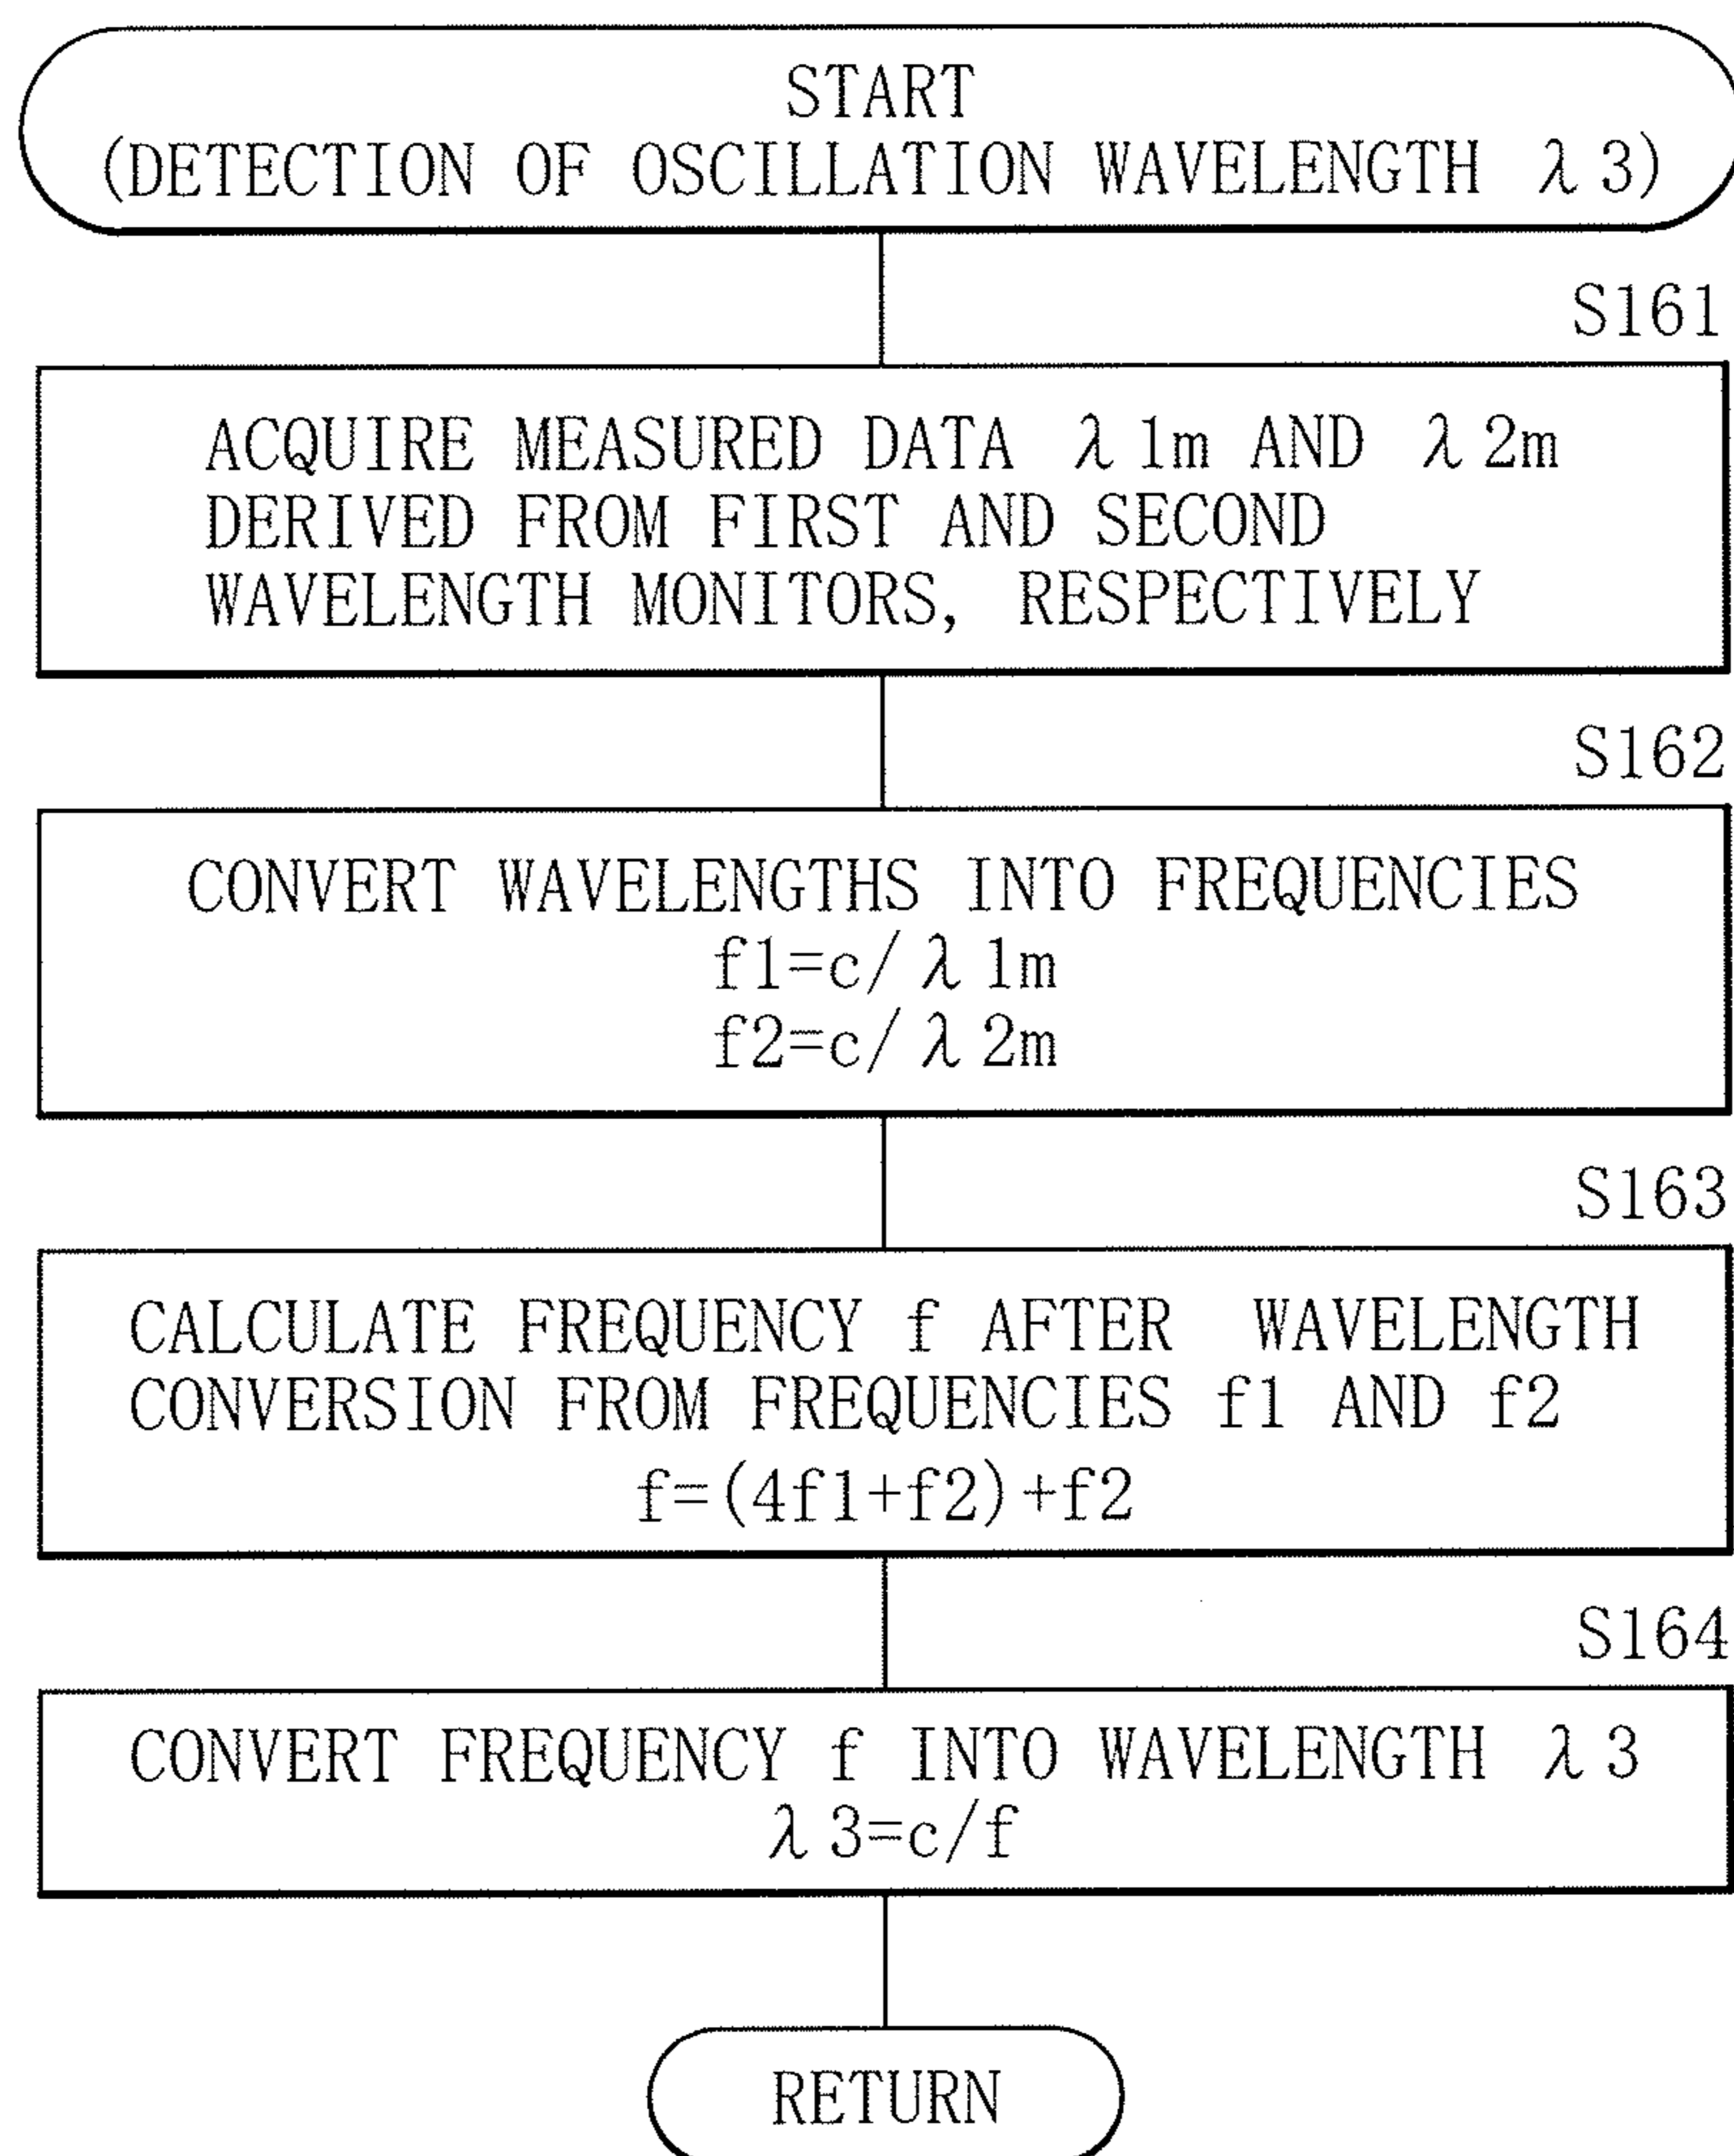 START
(DETECTION OF OSCILLATION WAVELENGTH λ3)
S161
ACQUIRE MEASURED DATA λ1m AND λ2m
DERIVED FROM FIRST AND SECOND
WAVELENGTH MONITORS, RESPECTIVELY
S162
CONVERT WAVELENGTHS INTO FREQUENCIES
f1=c/λ1m
f2=c/λ2m
S163
CALCULATE FREQUENCY f AFTER WAVELENGTH
CONVERSION FROM FREQUENCIES f1 AND f2
f=(4f1+f2)+f2
S164
CONVERT FREQUENCY f INTO WAVELENGTH λ3
λ3=c/f
RETURN